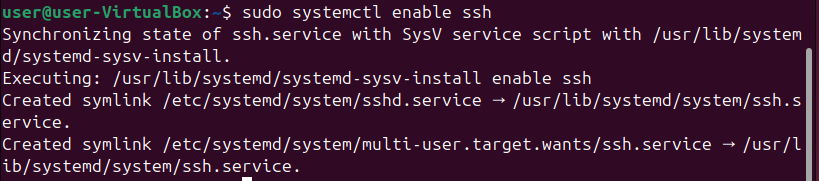 user@user-VirtualBox:~$ sudo systemctl enable ssh
Synchronizing state of ssh.service with SysV service script with /usr/lib/system
d/systemd-sysv-install.
Executing: /usr/lib/systemd/systemd-sysv-install enable ssh
Created symlink /etc/systemd/system/sshd.service → /usr/lib/systemd/system/ssh.s
ervice.
Created symlink /etc/systemd/system/multi-user.target.wants/ssh.service → /usr/l
ib/systemd/system/ssh.service.